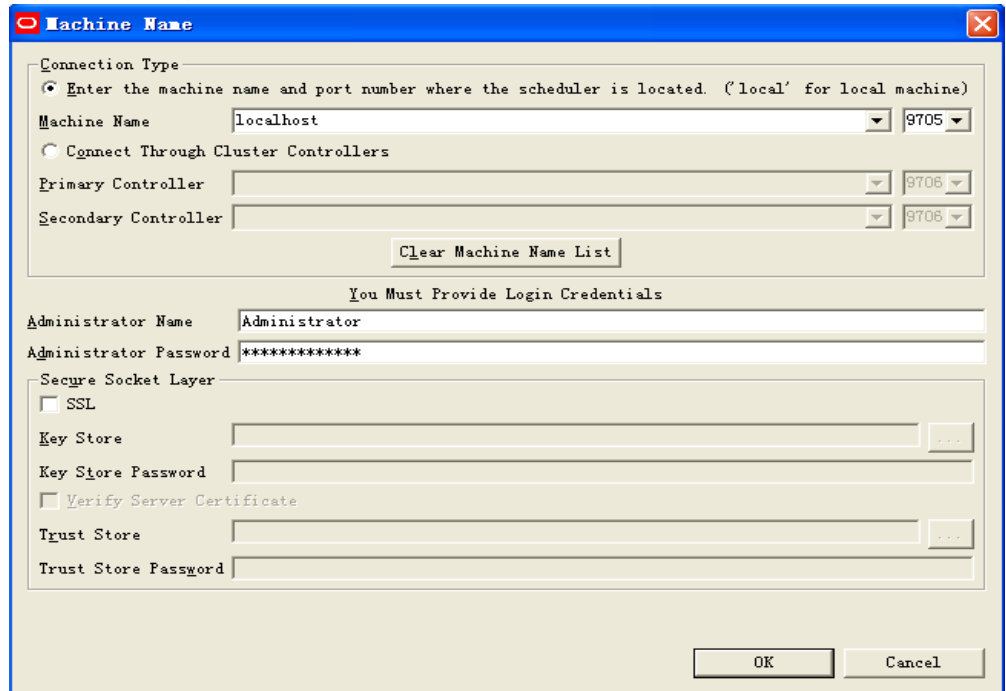 Machine Name
Connection Type
Enter the machine name and port number where the scheduler is located. ('local' for local machine)
Machine Name localhost 9705
Connect Through Cluster Controllers
Primary Controller 9706
Secondary Controller 9706
Clear Machine Name List
You Must Provide Login Credentials
Administrator Name Administrator
Administrator Password *************
Secure Socket Layer
SSL
Key Store ...
Key Store Password
Verify Server Certificate
Trust Store ...
Trust Store Password
OK Cancel